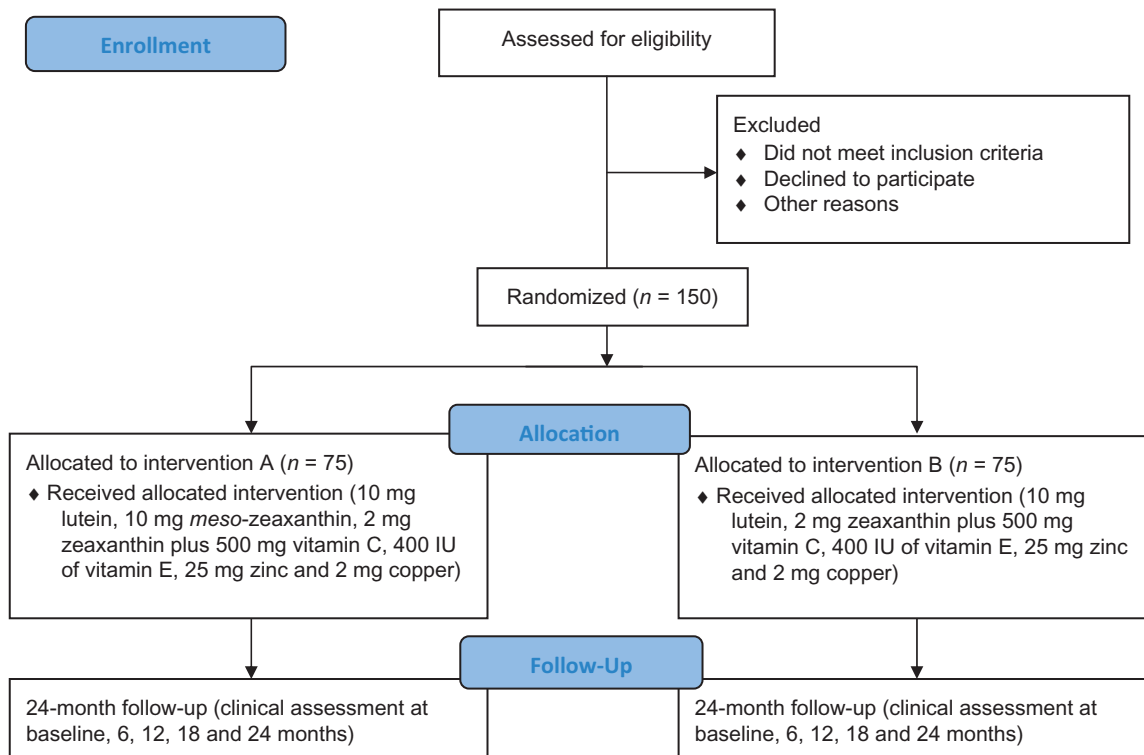 Enrollment
Assessed for eligibility
Excluded
♦ Did not meet inclusion criteria
♦ Declined to participate
♦ Other reasons
Randomized (n = 150)
Allocation
Allocated to intervention A (n = 75)
♦ Received allocated intervention (10 mg
lutein, 10 mg meso-zeaxanthin, 2 mg
zeaxanthin plus 500 mg vitamin C, 400 IU
of vitamin E, 25 mg zinc and 2 mg copper)
Allocated to intervention B (n = 75)
♦ Received allocated intervention (10 mg
lutein, 2 mg zeaxanthin plus 500 mg
vitamin C, 400 IU of vitamin E, 25 mg zinc
and 2 mg copper)
Follow-Up
24-month follow-up (clinical assessment at
baseline, 6, 12, 18 and 24 months)
24-month follow-up (clinical assessment at
baseline, 6, 12, 18 and 24 months)